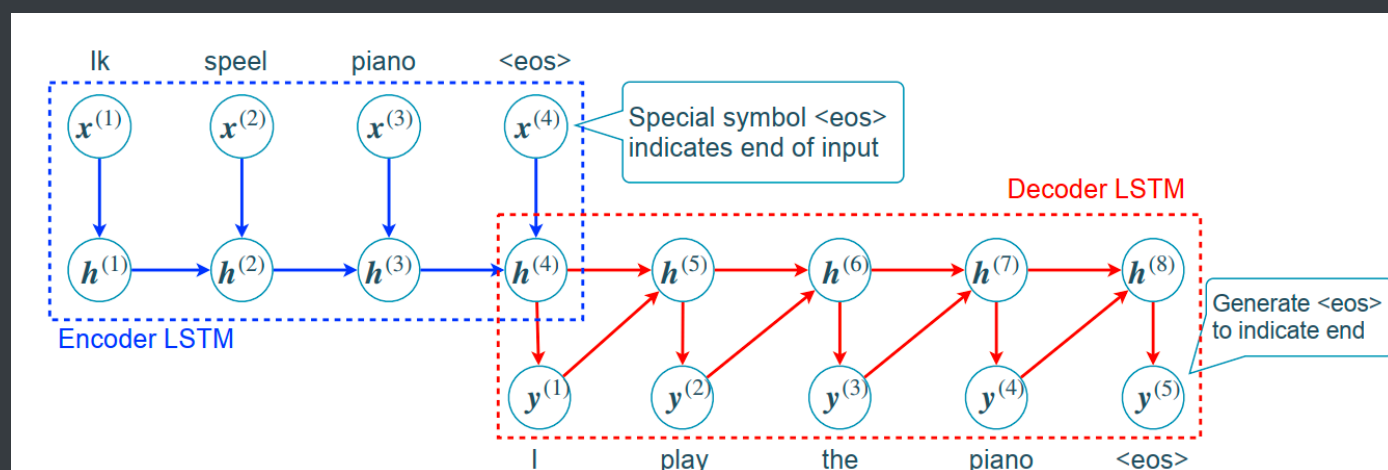 Ik speel piano <eos>
x(1) x(2) x(3) x(4)
Special symbol <eos>
indicates end of input
Decoder LSTM
h(1) h(2) h(3) h(4) h(5) h(6) h(7) h(8)
Generate <eos>
to indicate end
Encoder LSTM
y(1) y(2) y(3) y(4) y(5)
I play the piano <eos>